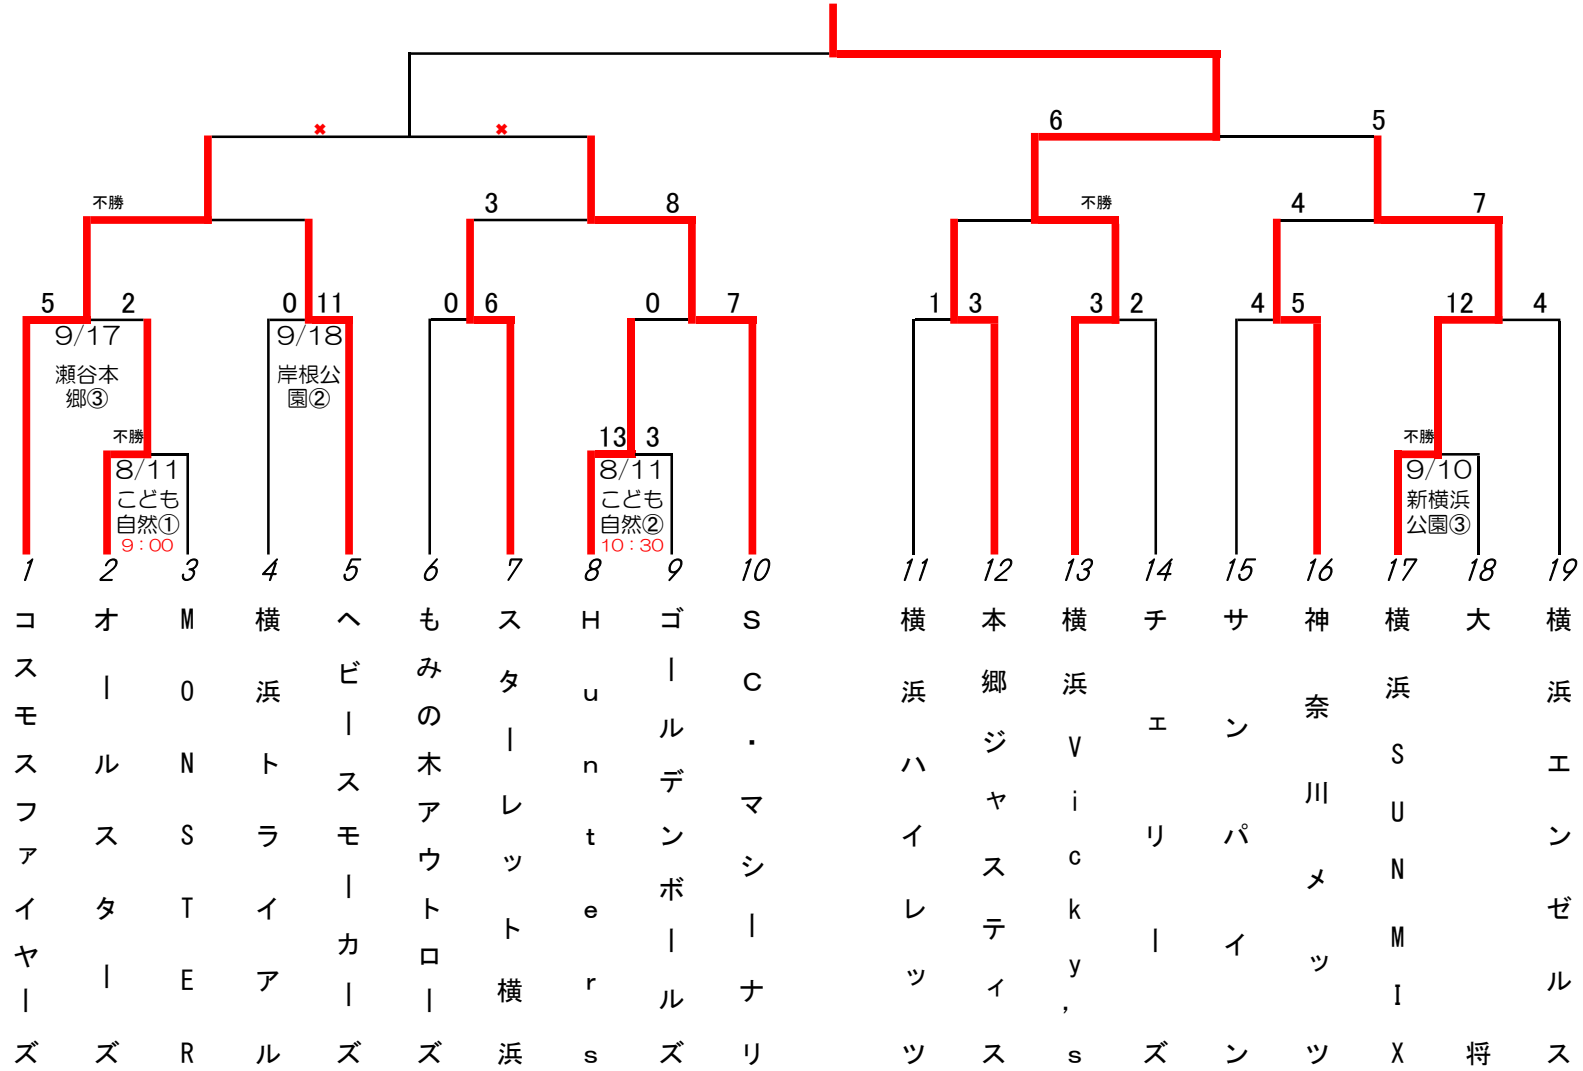 6 5
不勝 3 8 不勝 4 7
5 2 0 11 0 6 0 7 1 3 3 2 4 5 12 4
9/17
瀬谷本
郷③
9/18
岸根公
園②
不勝
8/11
こども
自然①
9:00
13 3
8/11
こども
自然②
10:30
不勝
9/10
新横浜
公園③
1 2 3 4 5 6 7 8 9 10 11 12 13 14 15 16 17 18 19
コスモスファイヤーズ
オールスターズ
MONSTER
横浜トライアル
ヘビースモーカーズ
もみの木アウトローズ
スターレット横浜
Hunters
ゴールデンボールズ
SC・マシーナリ
横浜ハイレッツ
本郷ジャスティス
横浜Vicky,s
チェリーズ
サンパイン
神奈川メッツ
横浜SUN MIX
大将
横浜エンゼルス